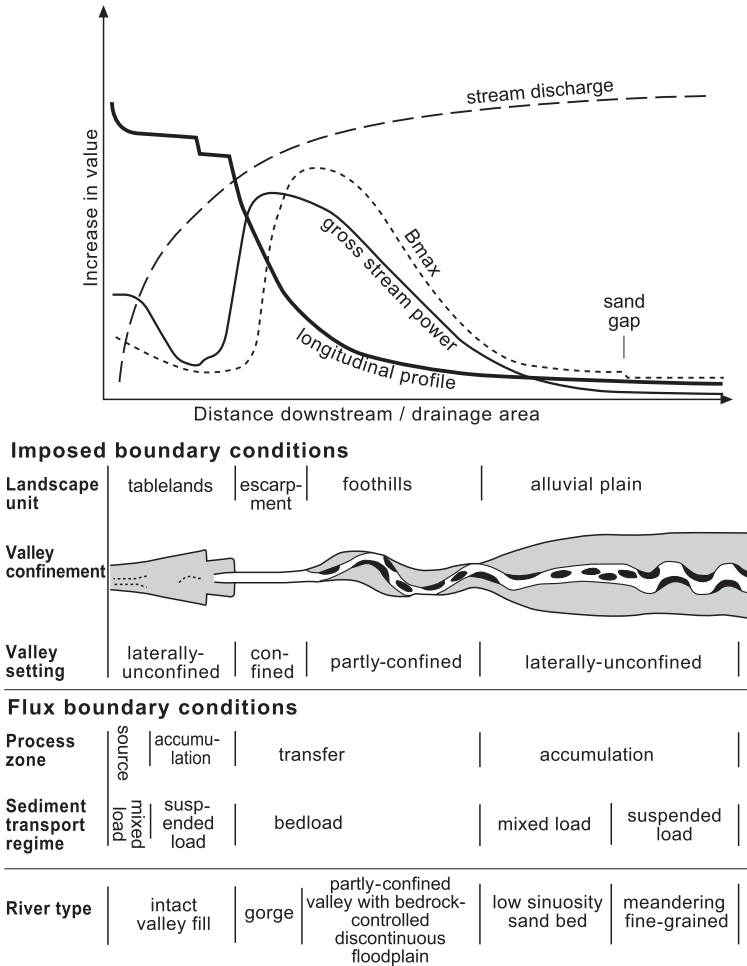 stream discharge
Increase in value
gross stream power
Bmax
longitudinal profile
sand
gap
Distance downstream / drainage area
Imposed boundary conditions
Landscape
unit
tablelands
escarp-
ment
foothills
alluvial plain
Valley
confinement
Valley
setting
laterally-
unconfined
con-
fined
partly-confined
laterally-unconfined
Flux boundary conditions
Process
zone
source
accumu-
lation
transfer
accumulation
Sediment
transport
regime
mixed
load
susp-
ended
load
bedload
mixed load
suspended
load
River type
intact
valley fill
gorge
partly-confined
valley with bedrock-
controlled
discontinuous
floodplain
low sinuosity
sand bed
meandering
fine-grained